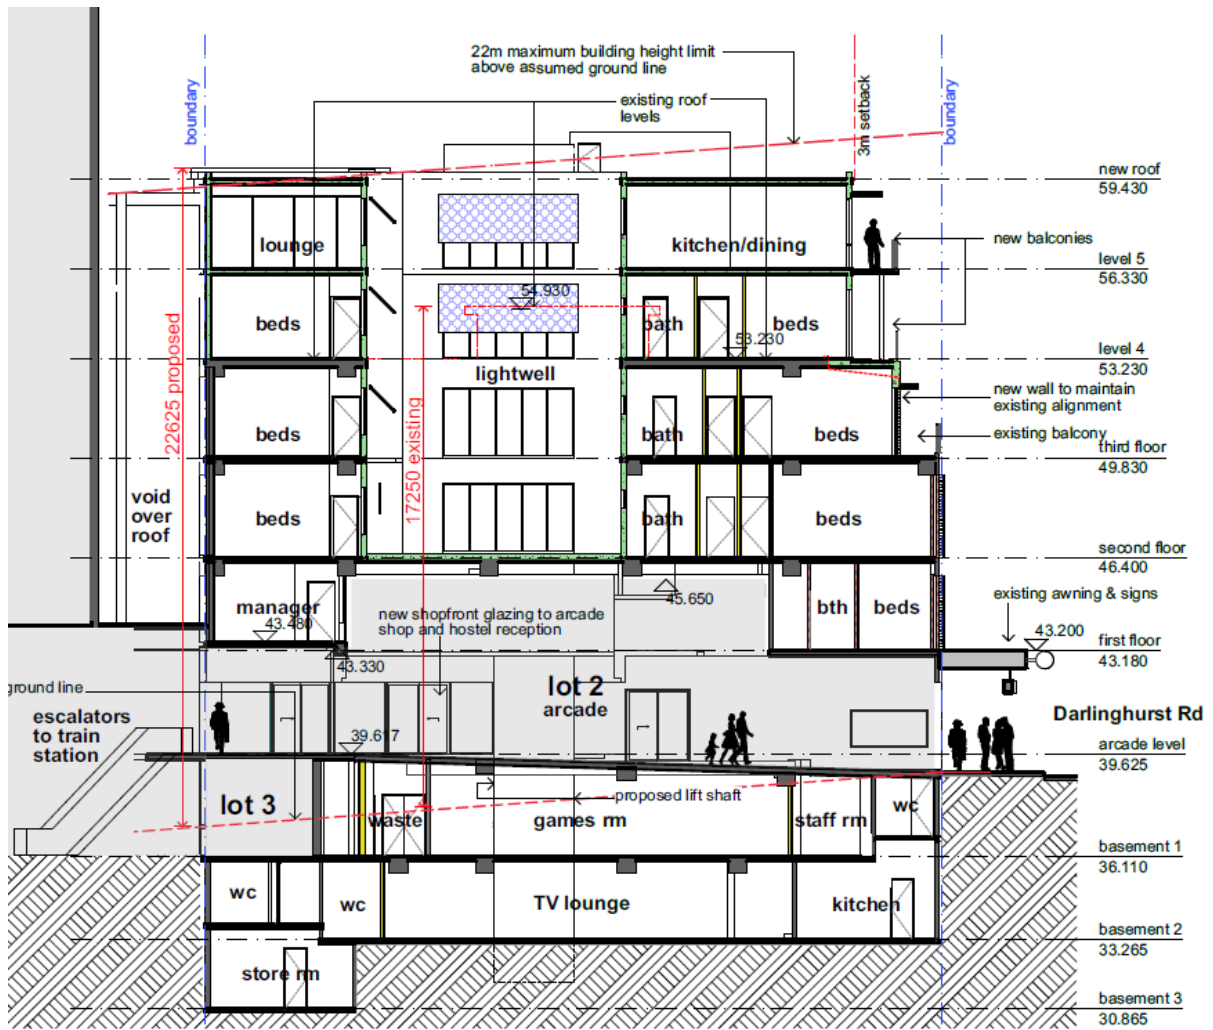 22m maximum building height limit
above assumed ground line
existing roof
levels
boundary
3m setback
boundary
new roof
59.430
lounge
kitchen/dining
new balconies
level 5
56.330
54.930
beds
bath
beds
53.230
level 4
53.230
22625 proposed
lightwell
new wall to maintain
existing alignment
17250 existing
beds
bath
beds
existing balcony
third floor
49.830
void
over
roof
beds
bath
beds
second floor
46.400
manager
43.480
new shopfront glazing to arcade
shop and hostel reception
45.650
bth
beds
existing awning & signs
43.200
first floor
43.180
43.330
ground line
lot 2
arcade
escalators
to train
station
39.617
Darlinghurst Rd
arcade level
39.625
lot 3
proposed lift shaft
waste
games rm
staff rm
wc
basement 1
36.110
wc
wc
TV lounge
kitchen
basement 2
33.265
store rm
basement 3
30.865